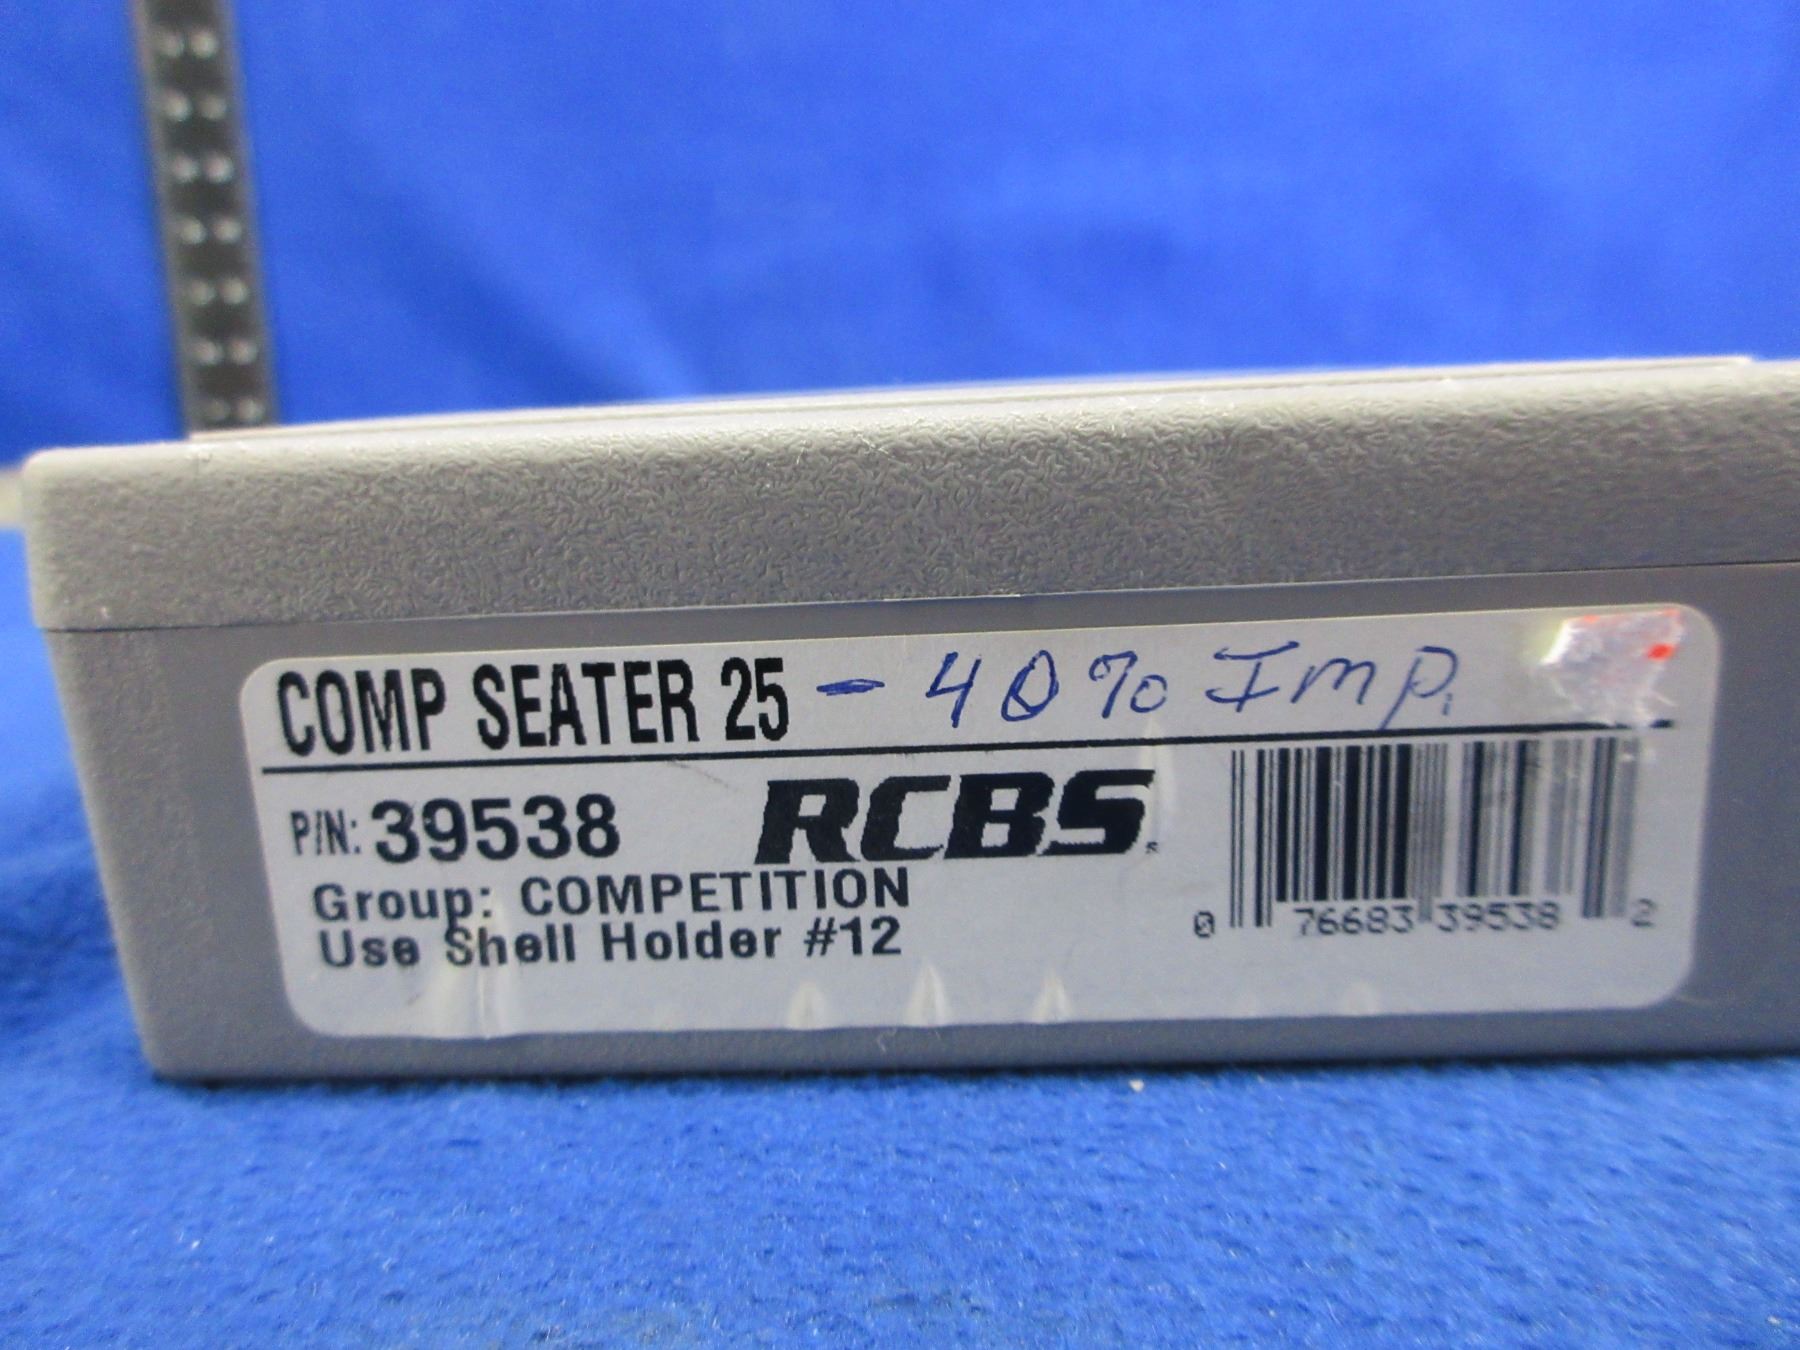 COMP SEATER 25 - 40% Imp.
P/N: 39538
RCBS
Group: COMPETITION
Use Shell Holder #12
0 76683 39538 2